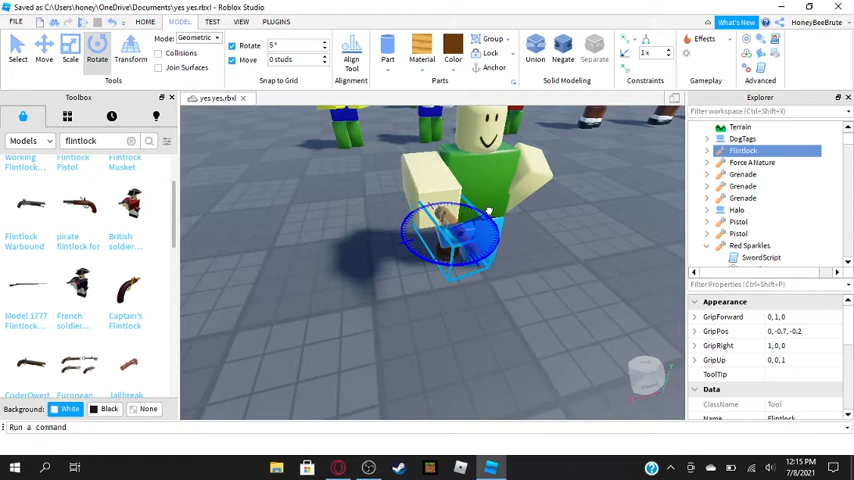 Saved as C:\Users\honey\OneDrive\Documents\yes yes.rbxl - Roblox Studio
FILE HOME MODEL TEST VIEW PLUGINS What's New HoneyBeeBrute
Select Move Scale Rotate Transform
Mode: Geometric
Collisions
Join Surfaces
Tools
Rotate 5 °
Move 0 studs
Snap to Grid
Align Tool
Alignment
Part Material Color
Group
Lock
Anchor
Parts
Union Negate Separate
Solid Modeling
1 x
Constraints
Effects
Gameplay
Advanced
Toolbox
yes yes.rbxl
Explorer
Models flintlock
Filter workspace (Ctrl+Shift+X)
Working Flintlock... Flintlock Pistol Flintlock Musket
Flintlock Warbound pirate flintlock for British soldier...
Model 1777 Flintlock French soldier... Captain's Flintlock
CoderQwert European Jailbreak
Background: White Black None
Terrain
DogTags
Flintlock
Force A Nature
Grenade
Grenade
Grenade
Halo
Pistol
Pistol
Red Sparkles
SwordScript
Filter Properties (Ctrl+Shift+P)
Appearance
GripForward 0, 1, 0
GripPos 0, -0.7, -0.2
GripRight 1, 0, 0
GripUp 0, 0, 1
ToolTip
Data
ClassName Tool
Name Flintlock
Run a command
12:15 PM
7/8/2021